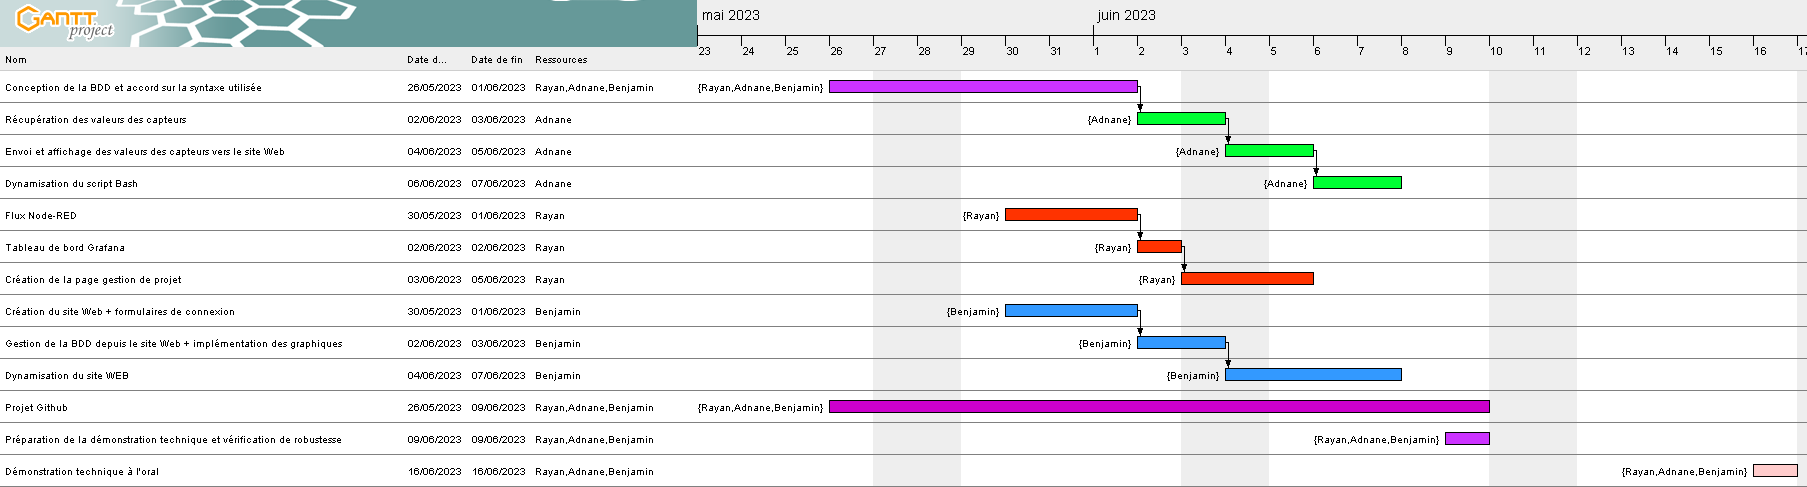 GANTT
project
mai 2023 juin 2023
23 24 25 26 27 28 29 30 31 1 2 3 4 5 6 7 8 9 10 11 12 13 14 15 16 17
Nom Date d... Date de fin Ressources
Conception de la BDD et accord sur la syntaxe utilisée 26/05/2023 01/06/2023 Rayan,Adnane,Benjamin {Rayan,Adnane,Benjamin}
Récupération des valeurs des capteurs 02/06/2023 03/06/2023 Adnane {Adnane}
Envoi et affichage des valeurs des capteurs vers le site Web 04/06/2023 05/06/2023 Adnane {Adnane}
Dynamisation du script Bash 06/06/2023 07/06/2023 Adnane {Adnane}
Flux Node-RED 30/05/2023 01/06/2023 Rayan {Rayan}
Tableau de bord Grafana 02/06/2023 02/06/2023 Rayan {Rayan}
Création de la page gestion de projet 03/06/2023 05/06/2023 Rayan {Rayan}
Création du site Web + formulaires de connexion 30/05/2023 01/06/2023 Benjamin {Benjamin}
Gestion de la BDD depuis le site Web + implémentation des graphiques 02/06/2023 03/06/2023 Benjamin {Benjamin}
Dynamisation du site WEB 04/06/2023 07/06/2023 Benjamin {Benjamin}
Projet Github 26/05/2023 09/06/2023 Rayan,Adnane,Benjamin {Rayan,Adnane,Benjamin}
Préparation de la démonstration technique et vérification de robustesse 09/06/2023 09/06/2023 Rayan,Adnane,Benjamin {Rayan,Adnane,Benjamin}
Démonstration technique à l'oral 16/06/2023 16/06/2023 Rayan,Adnane,Benjamin {Rayan,Adnane,Benjamin}